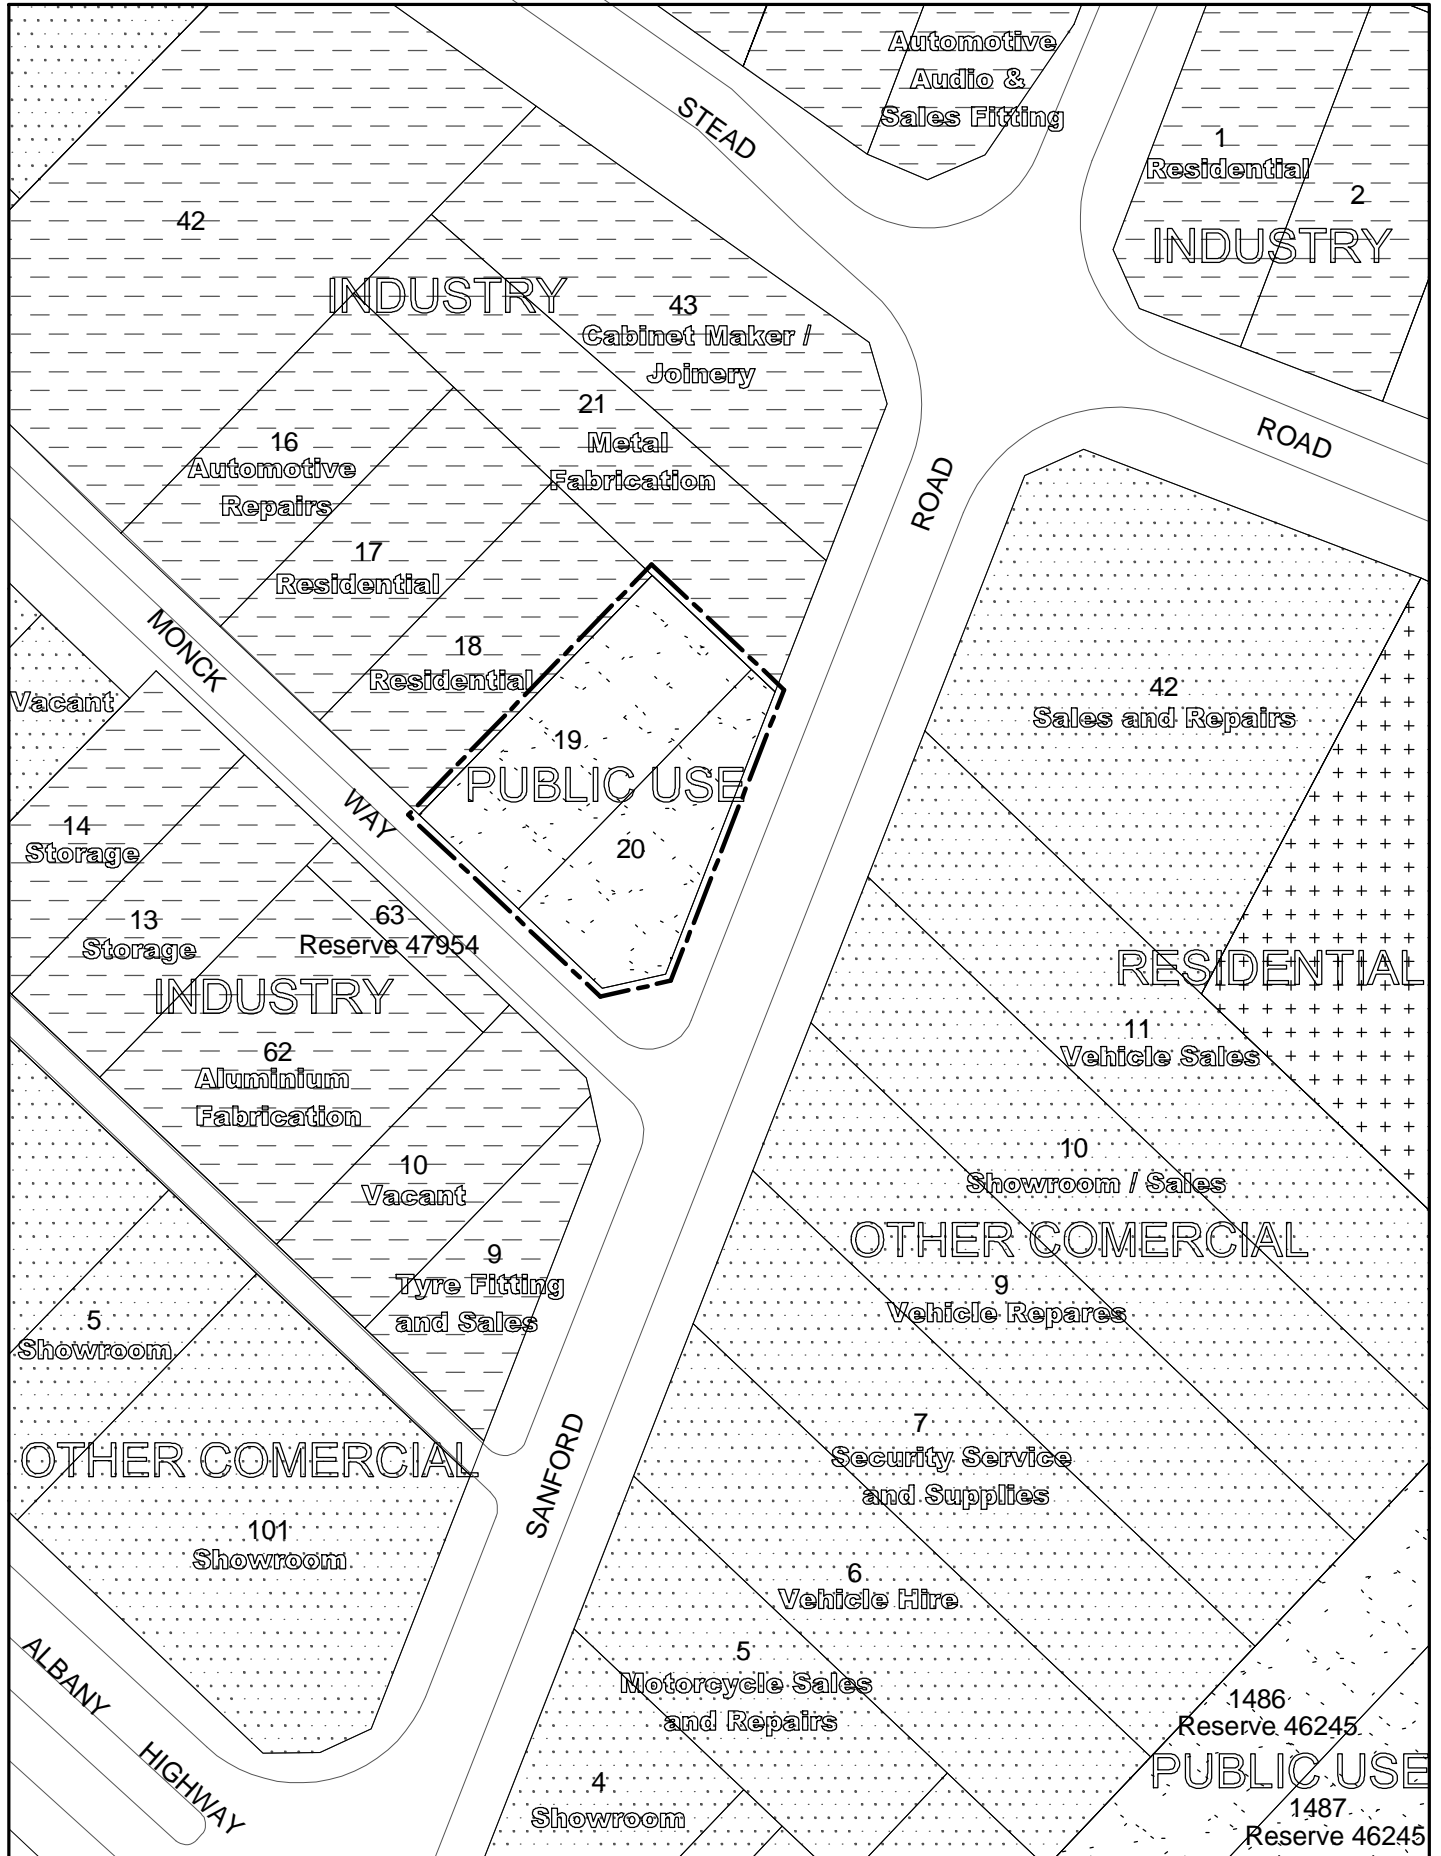 Automotive
Audio &
Sales Fitting
STEAD
1
Residential
2
INDUSTRY
42
INDUSTRY
43
Cabinet Maker /
Joinery
21
Metal
Fabrication
ROAD
16
Automotive
Repairs
ROAD
17
Residential
MONCK
18
Residential
Vacant
42
Sales and Repairs
19
PUBLIC USE
WAY
14
Storage
20
13
Storage
63
Reserve 47954
RESIDENTIAL
INDUSTRY
11
Vehicle Sales
62
Aluminium
Fabrication
10
Vacant
10
Showroom / Sales
OTHER COMERCIAL
9
Tyre Fitting
and Sales
9
Vehicle Repares
5
Showroom
7
Security Service
and Supplies
OTHER COMERCIAL
SANFORD
101
Showroom
6
Vehicle Hire
5
Motorcycle Sales
and Repairs
ALBANY
HIGHWAY
1486
Reserve 46245
PUBLIC USE
4
Showroom
1487
Reserve 46245